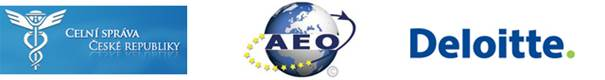 CELNÍ SPRÁVA
ČESKÉ REPUBLIKY
AEO
©
Deloitte.